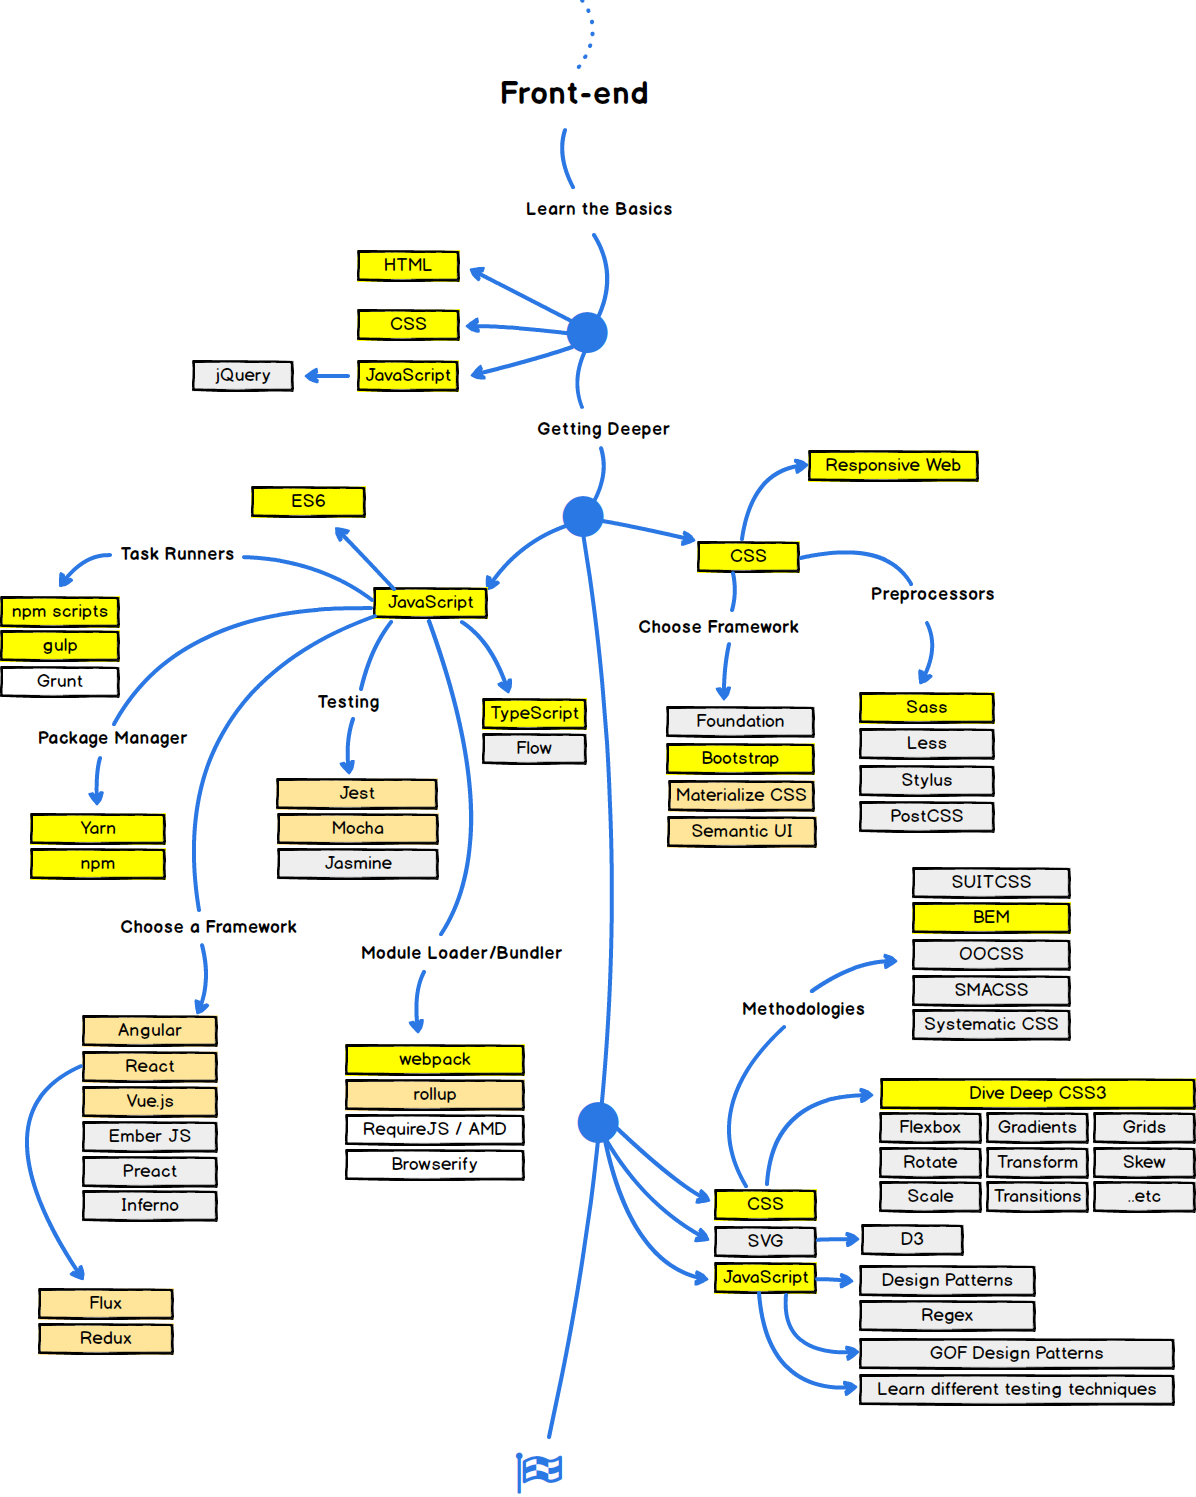 Front-end
Learn the Basics
HTML
CSS
jQuery
JavaScript
Getting Deeper
Responsive Web
ES6
Task Runners
CSS
npm scripts
gulp
Grunt
JavaScript
Preprocessors
Choose Framework
Testing
Package Manager
TypeScript
Flow
Foundation
Bootstrap
Materialize CSS
Semantic UI
Sass
Less
Stylus
PostCSS
Jest
Mocha
Jasmine
Yarn
npm
Choose a Framework
Module Loader/Bundler
SUITCSS
BEM
OOCSS
SMACSS
Systematic CSS
Methodologies
Angular
React
Vue.js
Ember JS
Preact
Inferno
webpack
rollup
RequireJS / AMD
Browserify
Dive Deep CSS3
Flexbox Gradients Grids
Rotate Transform Skew
Scale Transitions ..etc
CSS
SVG
JavaScript
D3
Design Patterns
Regex
GOF Design Patterns
Learn different testing techniques
Flux
Redux